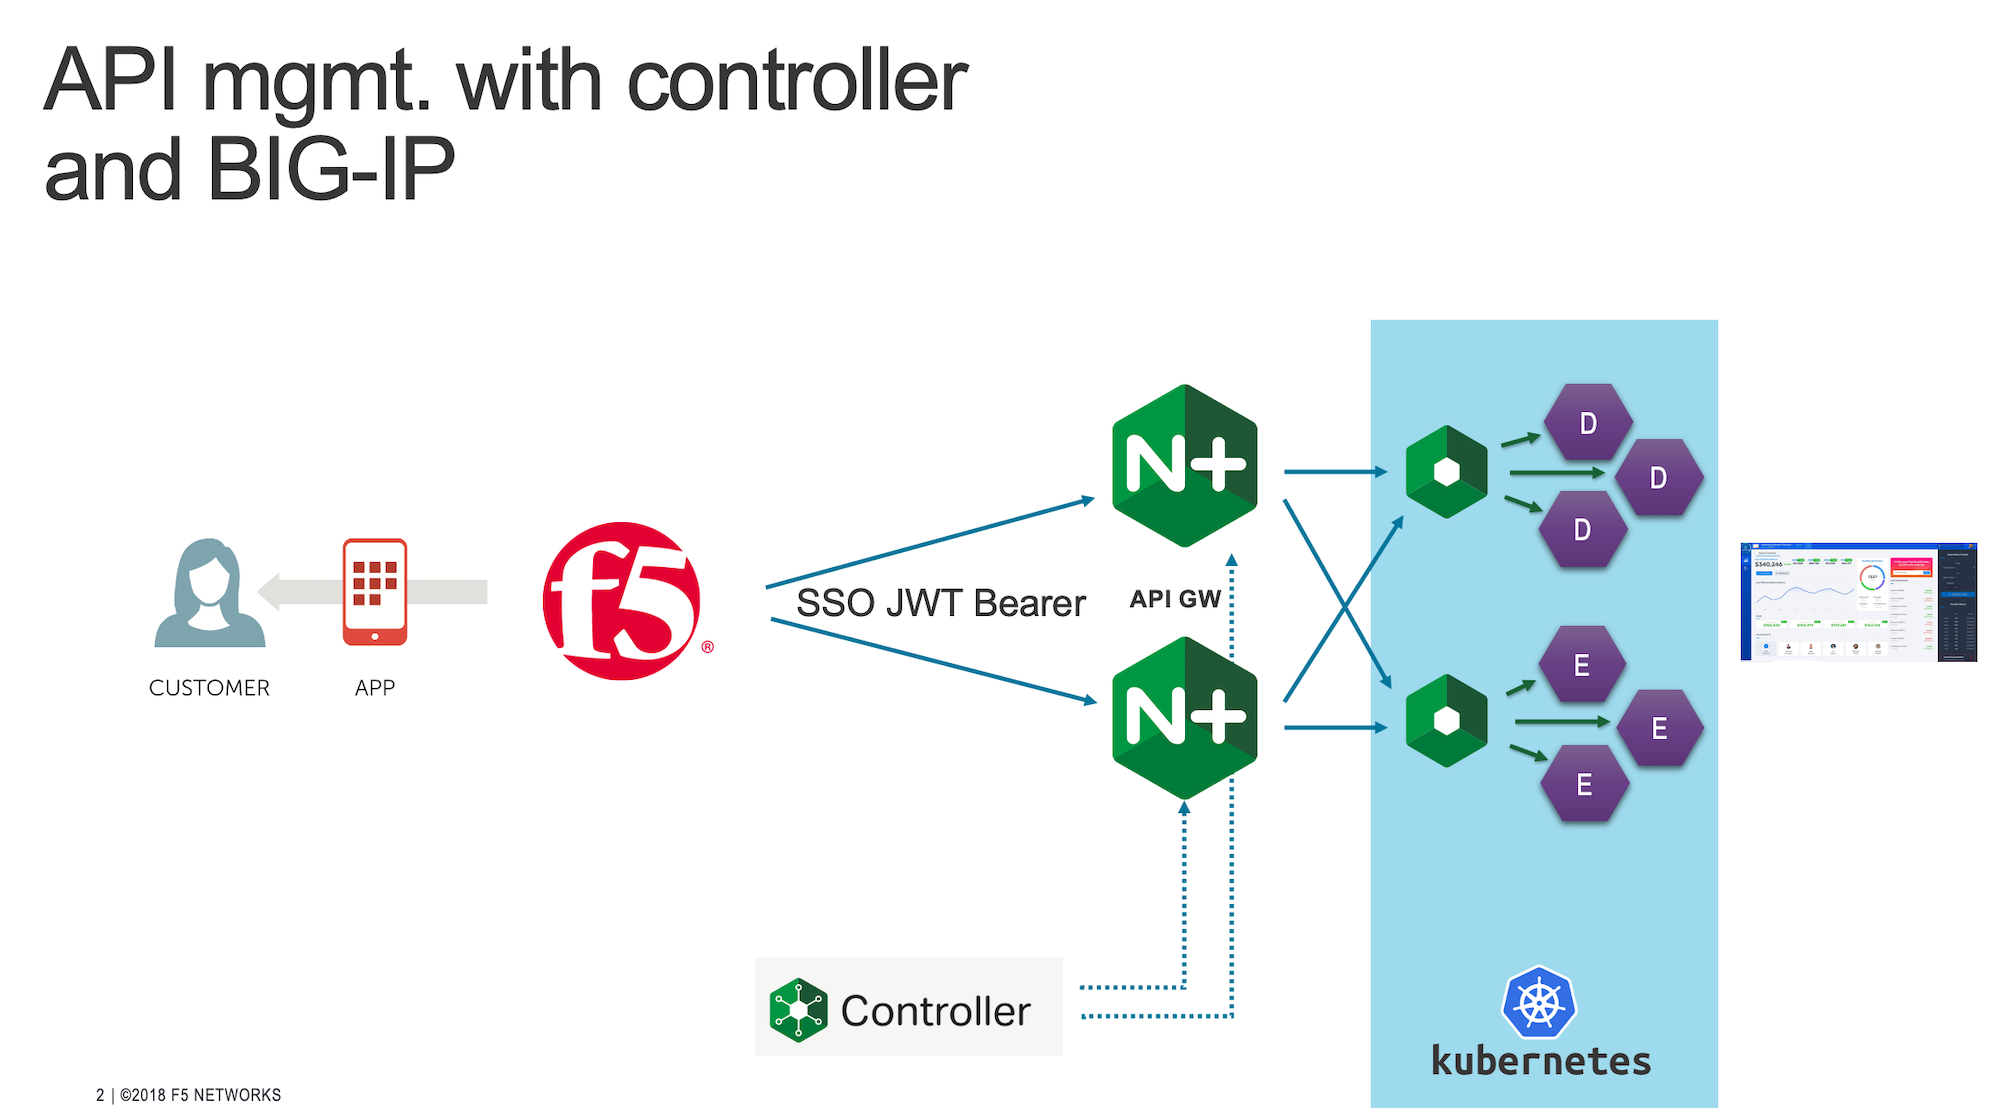 API mgmt. with controller
and BIG-IP
CUSTOMER
APP
f5
®
SSO JWT Bearer
N+
API GW
N+
D
D
D
E
E
E
$340,246
Controller
kubernetes
2 | ©2018 F5 NETWORKS